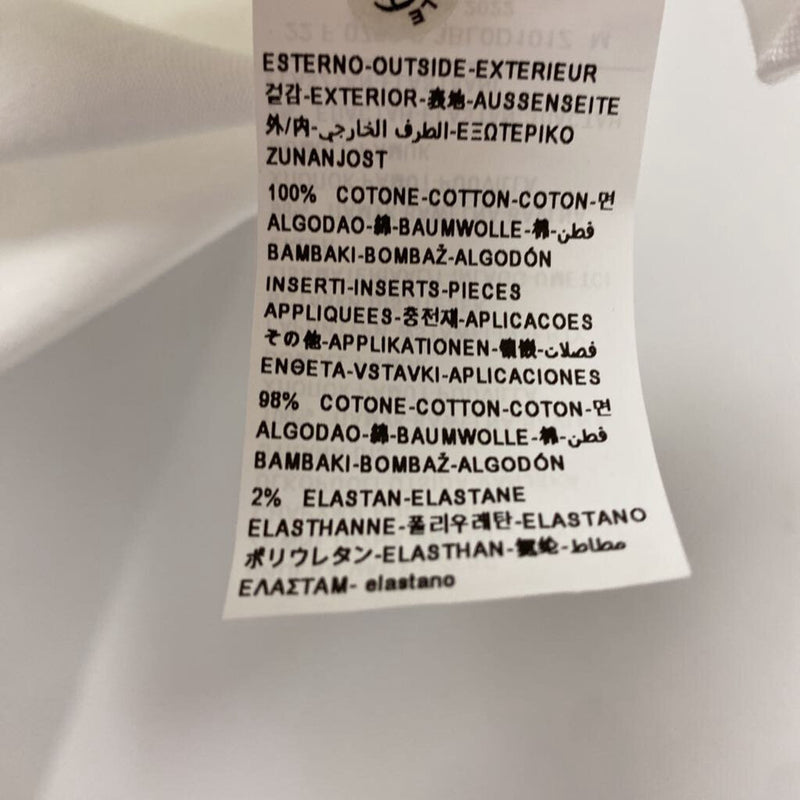 ESTERNO-OUTSIDE-EXTERIEUR
겉감-EXTERIOR-表地-AUSSENSEITE
外/内-الطرف الخارجي-ΕΞΩΤΕΡΙΚΟ
ZUNANJOST
100% COTONE-COTTON-COTON-면
ALGODAO-綿-BAUMWOLLE-棉-قطن
BAMBAKI-BOMBAŽ-ALGODÓN
INSERTI-INSERTS-PIECES
APPLIQUEES-충전재-APLICACOES
その他-APPLIKATIONEN-镶嵌-فصلات
ΕΝΘΕΤΑ-VSTAVKI-APLICACIONES
98% COTONE-COTTON-COTON-면
ALGODAO-綿-BAUMWOLLE-棉-قطن
BAMBAKI-BOMBAŽ-ALGODÓN
2% ELASTAN-ELASTANE
ELASTHANNE-폴리우레탄-ELASTANO
ポリウレタン-ELASTHAN-氨纶-مطاط
ΕΛΑΣΤΑΜ- elastano